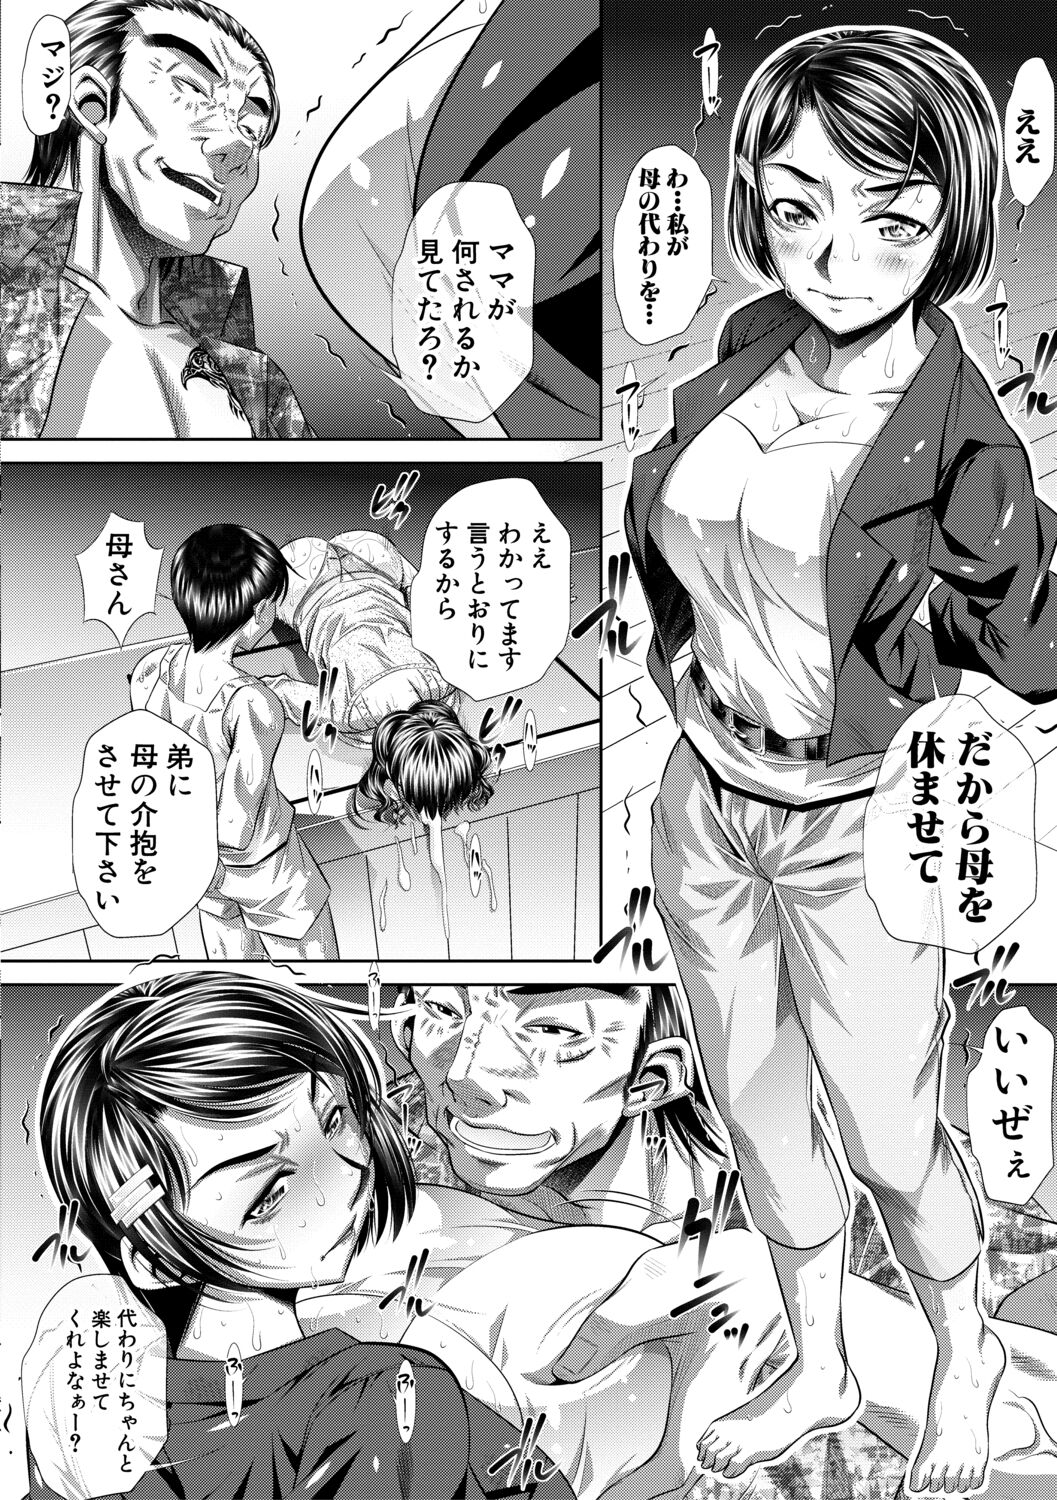 ええ
わ…私が
母の代わりを…
だから母を
休ませて
マジ？
ママが
何されるか
見てたろ？
ええ
わかってます
言うとおりに
するから
母さん
弟に
母の介抱を
させて下さい
いいぜぇ
代わりにちゃんと
楽しませて
くれよなぁー？